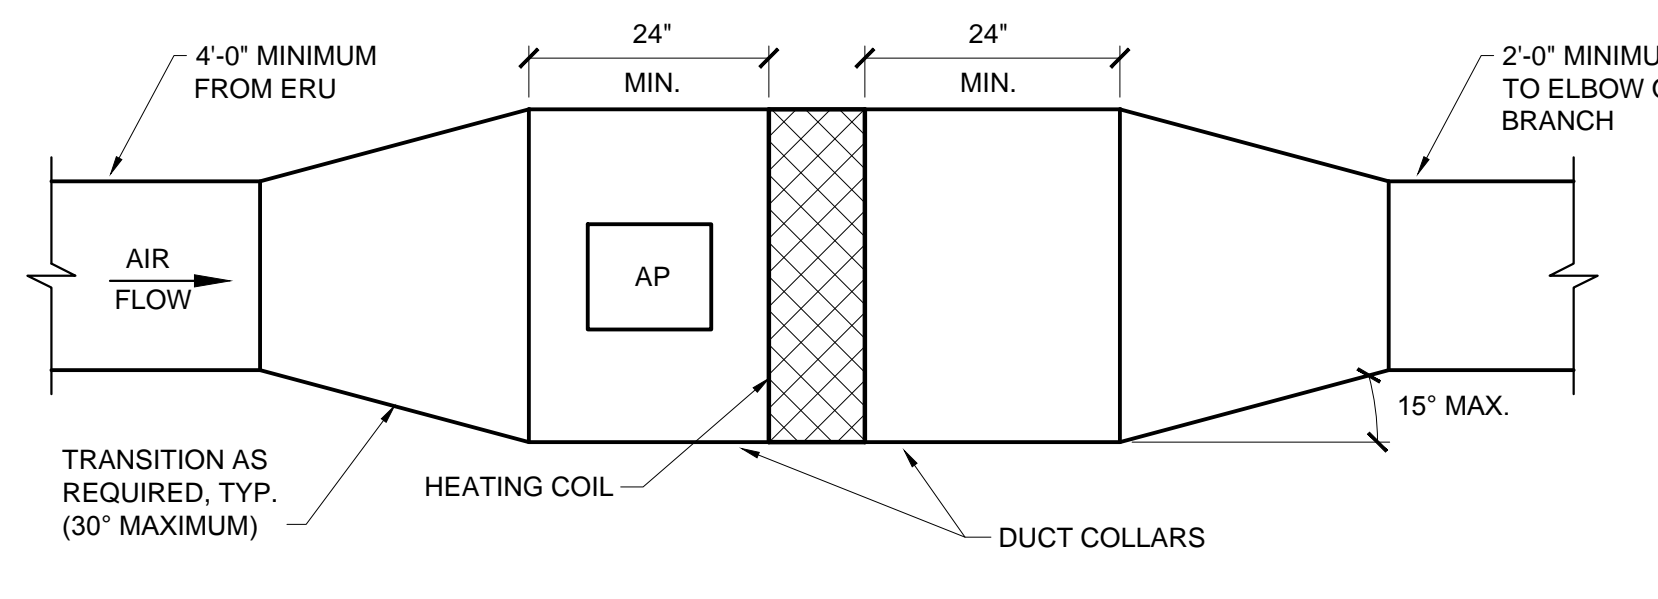 24"
MIN.
24"
MIN.
4'-0" MINIMUM
FROM ERU
2'-0"
TO ELBOW
BRANCH
AIR
FLOW
AP
15° MAX.
TRANSITION AS
REQUIRED, TYP.
(30° MAXIMUM)
HEATING COIL
DUCT COLLARS